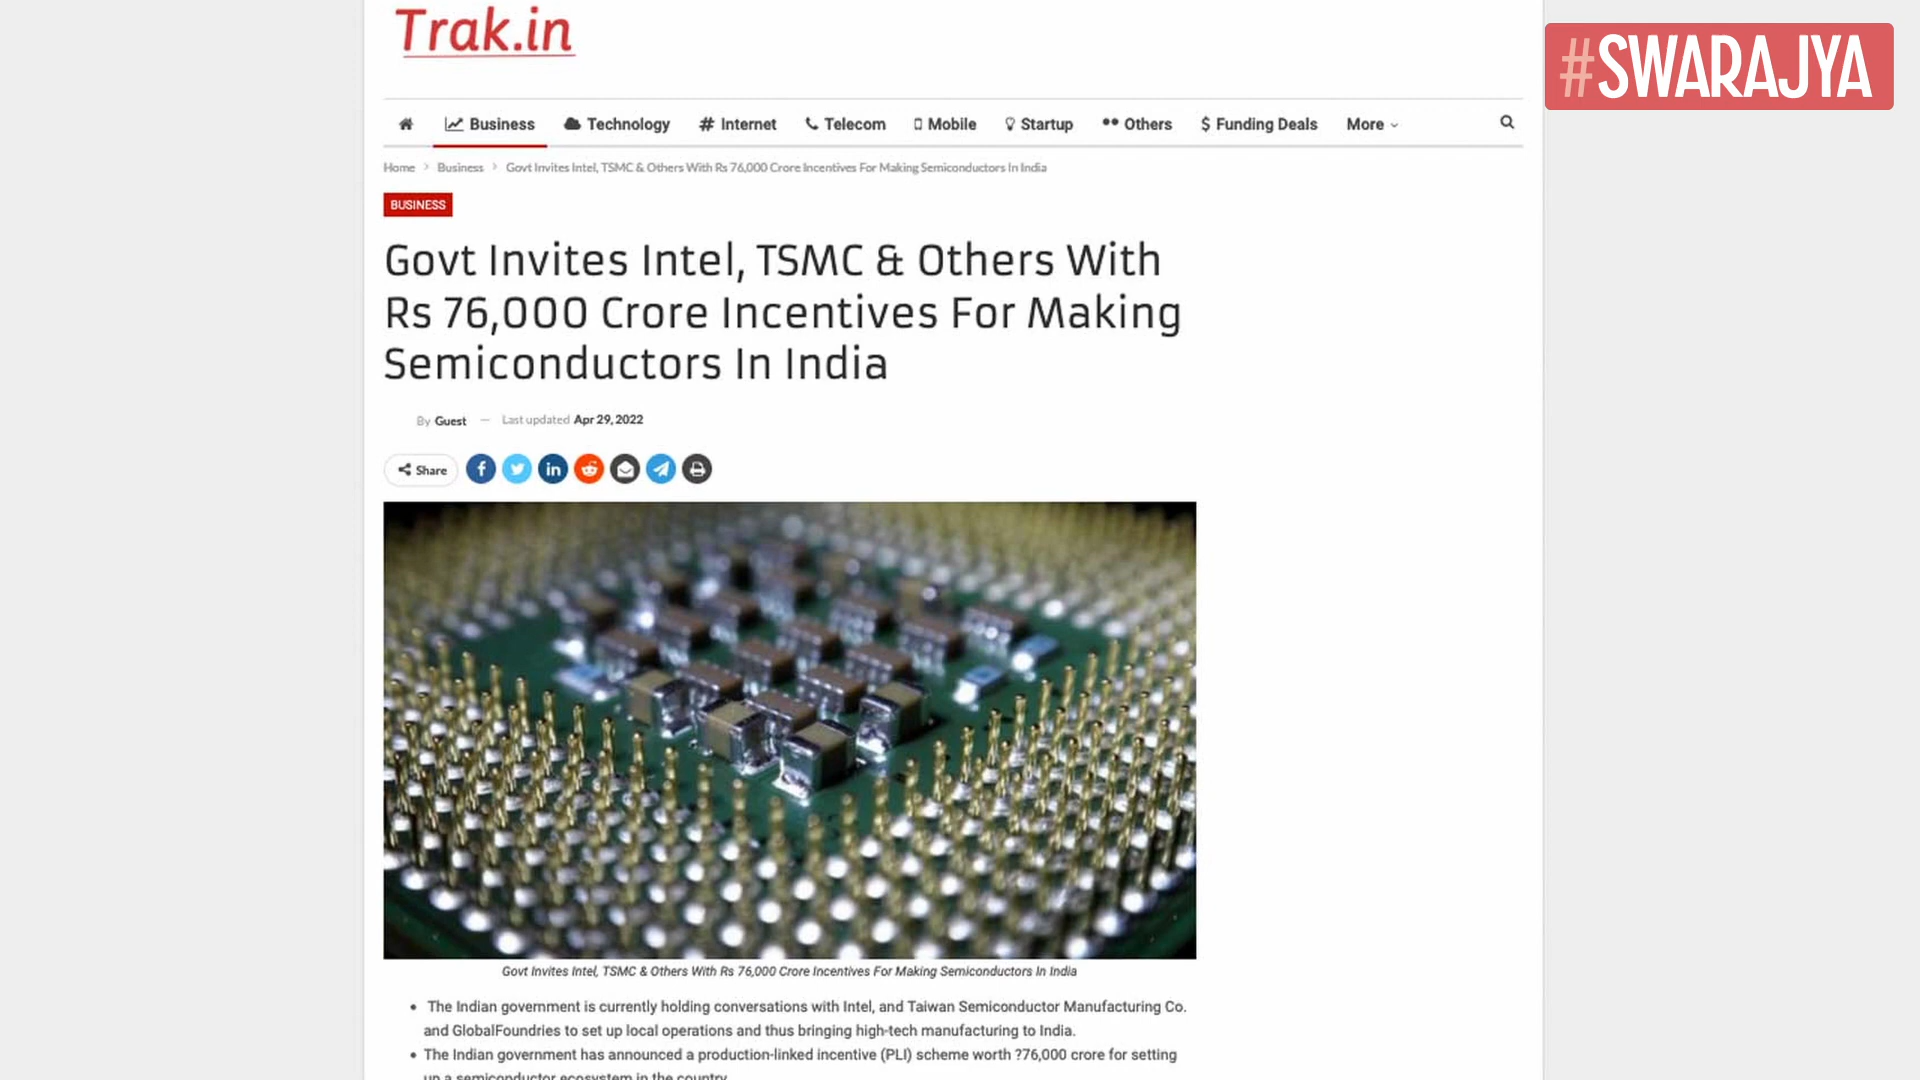 Trak.in
#SWARAJYA
Business Technology # Internet Telecom Mobile Startup Others $ Funding Deals More
Home > Business > Govt Invites Intel, TSMC & Others With Rs 76,000 Crore Incentives For Making Semiconductors In India
BUSINESS
Govt Invites Intel, TSMC & Others With
Rs 76,000 Crore Incentives For Making
Semiconductors In India
By Guest — Last updated Apr 29, 2022
Share
Govt Invites Intel, TSMC & Others With Rs 76,000 Crore Incentives For Making Semiconductors In India
• The Indian government is currently holding conversations with Intel, and Taiwan Semiconductor Manufacturing Co.
and GlobalFoundries to set up local operations and thus bringing high-tech manufacturing to India.
• The Indian government has announced a production-linked incentive (PLI) scheme worth ?76,000 crore for setting
up a semiconductor ecosystem in the country.